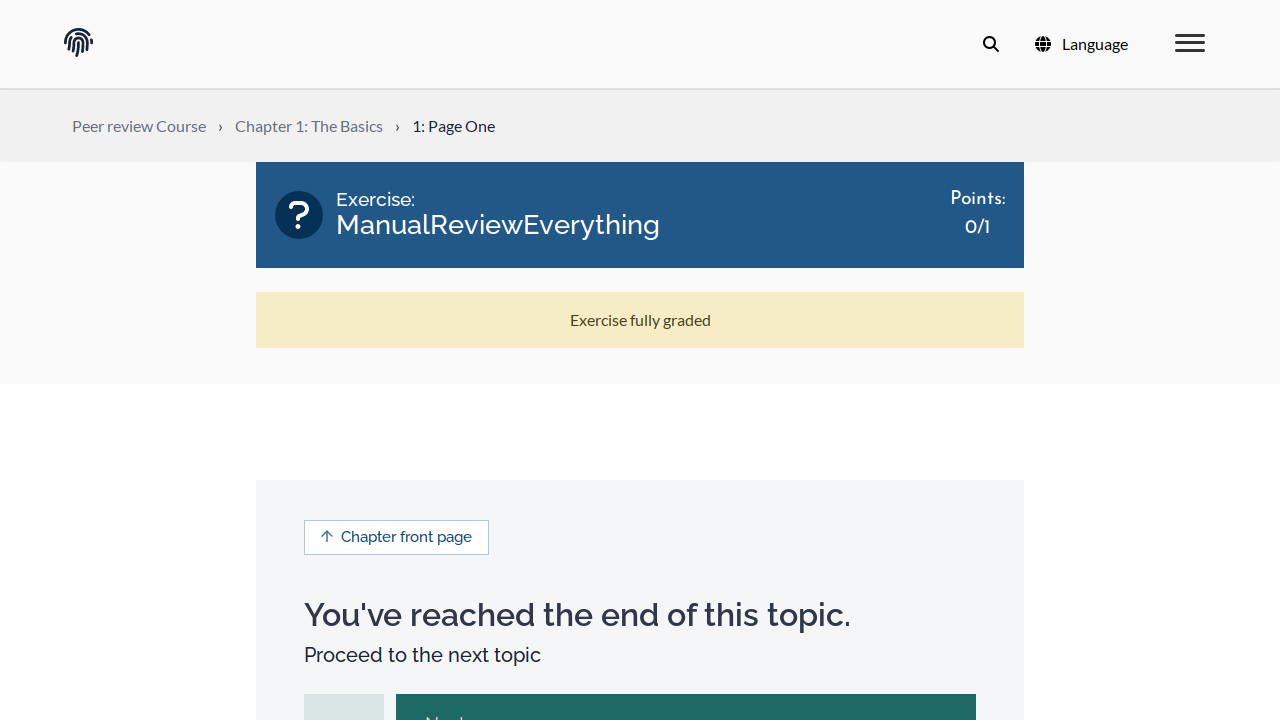 Language
Peer review Course › Chapter 1: The Basics › 1: Page One
Exercise:
ManualReviewEverything
Points:
0/1
Exercise fully graded
Chapter front page
You've reached the end of this topic.
Proceed to the next topic